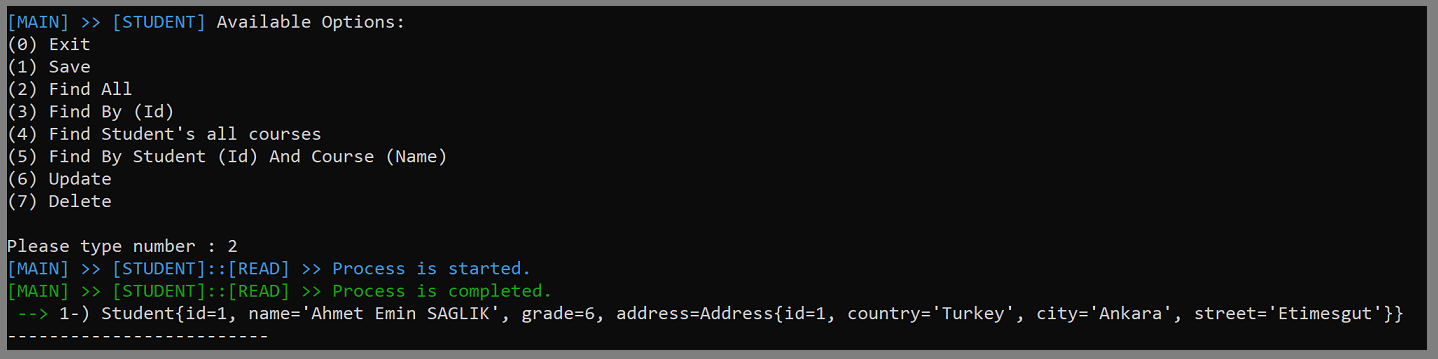 [MAIN] >> [STUDENT] Available Options:
(0) Exit
(1) Save
(2) Find All
(3) Find By (Id)
(4) Find Student's all courses
(5) Find By Student (Id) And Course (Name)
(6) Update
(7) Delete
Please type number : 2
[MAIN] >> [STUDENT]::[READ] >> Process is started.
[MAIN] >> [STUDENT]::[READ] >> Process is completed.
--> 1-) Student{id=1, name='Ahmet Emin SAGLIK', grade=6, address=Address{id=1, country='Turkey', city='Ankara', street='Etimesgut'}}
-------------------------